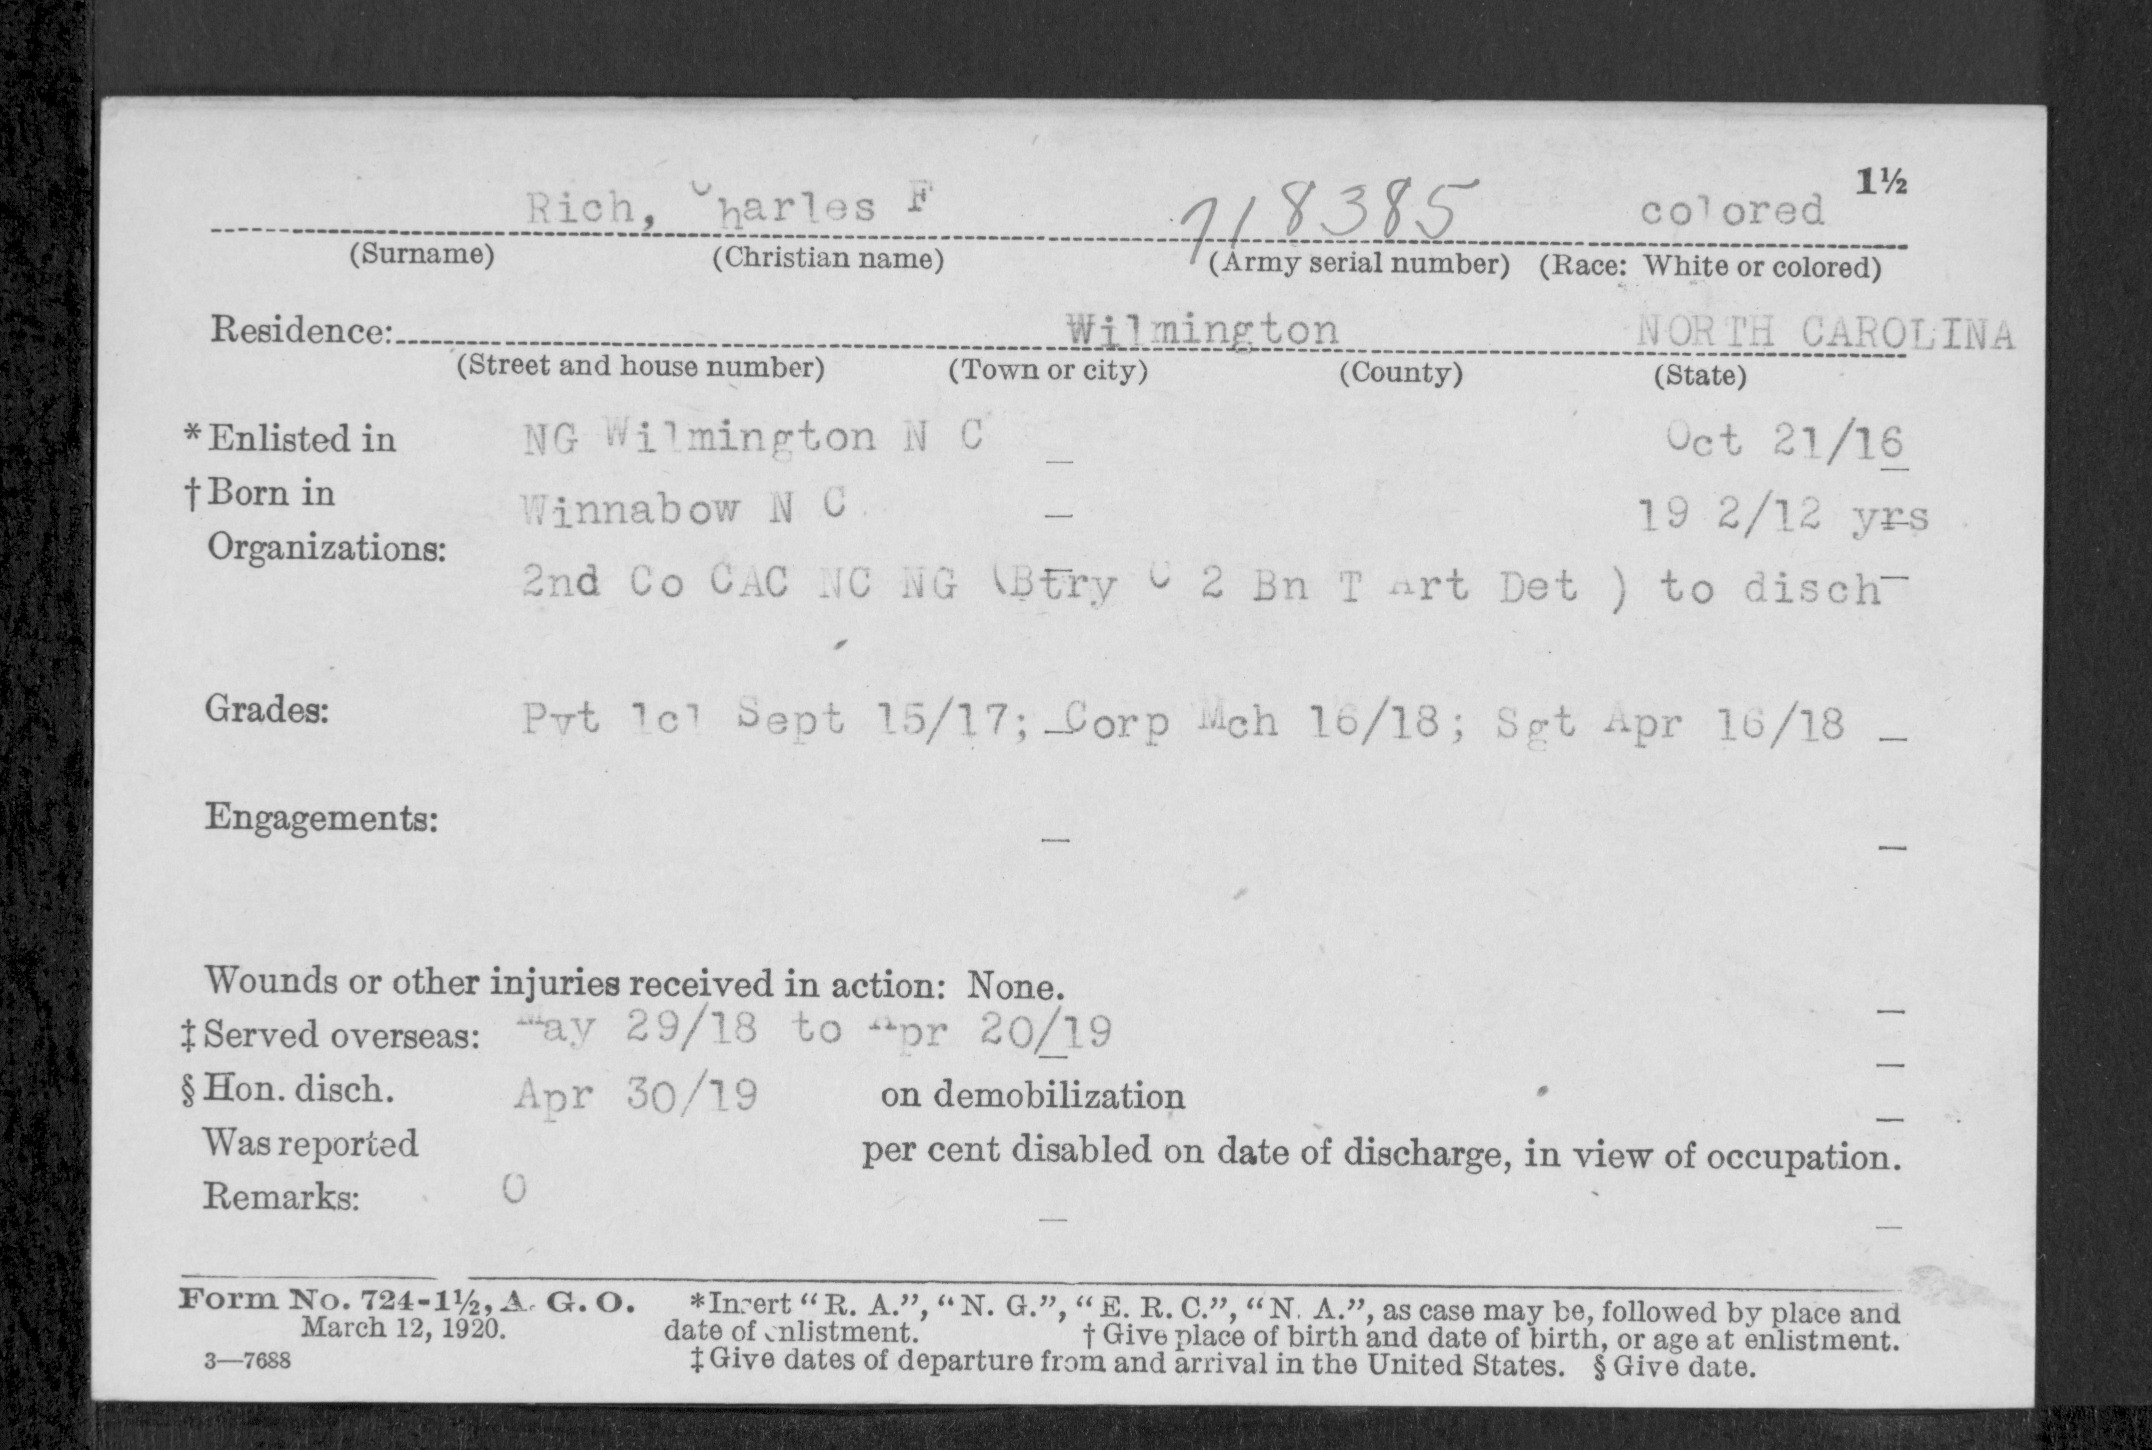 1½
Rich, Charles F 718385 colored
(Surname) (Christian name) (Army serial number) (Race: White or colored)
Residence: Wilmington NORTH CAROLINA
(Street and house number) (Town or city) (County) (State)
*Enlisted in NG Wilmington N C Oct 21/16
†Born in Winnabow N C 19 2/12 yrs
Organizations:
2nd Co CAC NC NG (Btry C 2 Bn T Art Det ) to disch
Grades: Pvt 1cl Sept 15/17; Corp Mch 16/18; Sgt Apr 16/18
Engagements:
Wounds or other injuries received in action: None.
‡Served overseas: May 29/18 to Apr 20/19
§Hon. disch. Apr 30/19 on demobilization
Was reported per cent disabled on date of discharge, in view of occupation.
Remarks: 0
Form No. 724-1½, A. G. O. *Insert "R. A.", "N. G.", "E. R. C.", "N. A.", as case may be, followed by place and
March 12, 1920. date of enlistment. †Give place of birth and date of birth, or age at enlistment.
3—7688 ‡Give dates of departure from and arrival in the United States. §Give date.